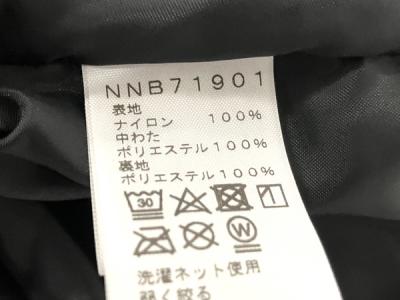 NNB71901
表地
ナイロン 100%
中わた
ポリエステル100%
裏地
ポリエステル100%
30
W
洗濯ネット使用
弱く絞る